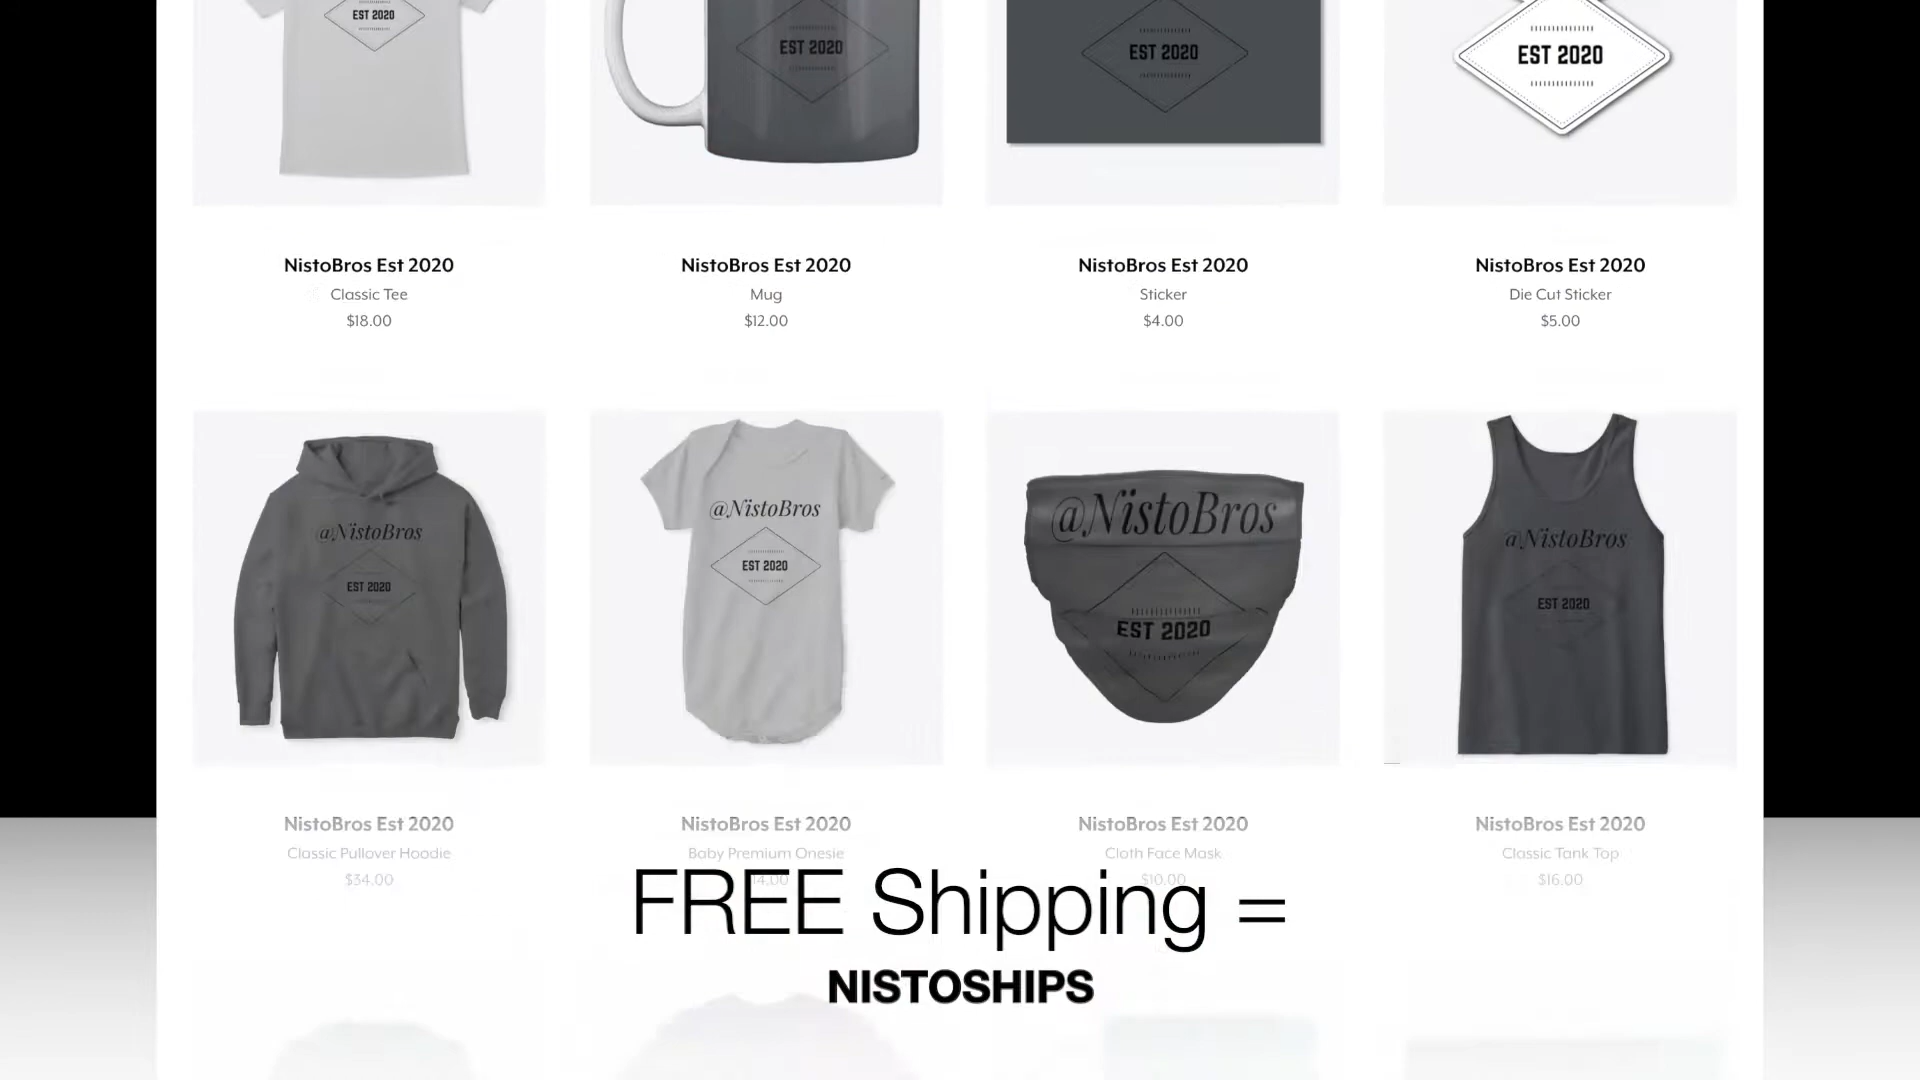 EST 2020
EST 2020
EST 2020
EST 2020
NistoBros Est 2020
Classic Tee
$18.00
NistoBros Est 2020
Mug
$12.00
NistoBros Est 2020
Sticker
$4.00
NistoBros Est 2020
Die Cut Sticker
$5.00
@NistoBros
EST 2020
@NistoBros
EST 2020
@NistoBros
EST 2020
@NistoBros
EST 2020
NistoBros Est 2020
Classic Pullover Hoodie
$34.00
NistoBros Est 2020
Baby Premium Onesie
NistoBros Est 2020
Cloth Face Mask
$10.00
NistoBros Est 2020
Classic Tank Top
$16.00
FREE Shipping =
NISTOSHIPS